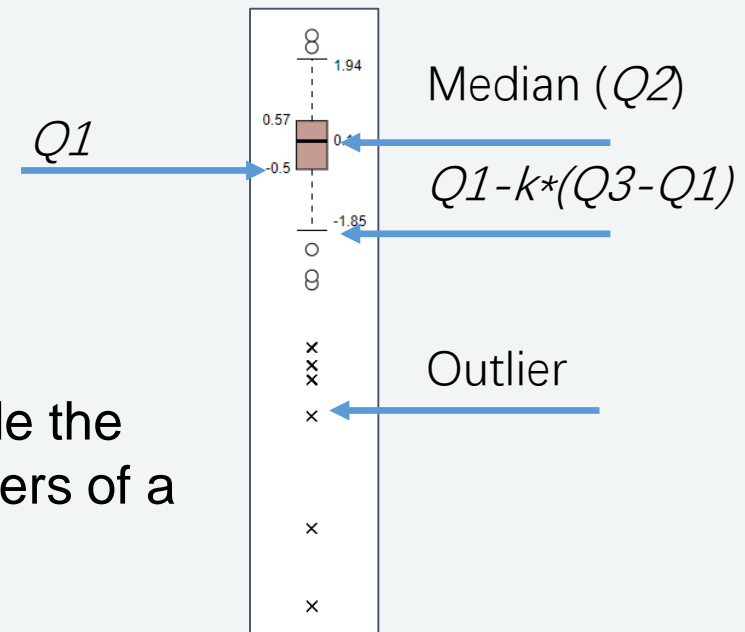 1.94
Median (Q2)
0.57
Q1
-0.5
Q1-k*(Q3-Q1)
-1.85
Outlier
le the
ers of a